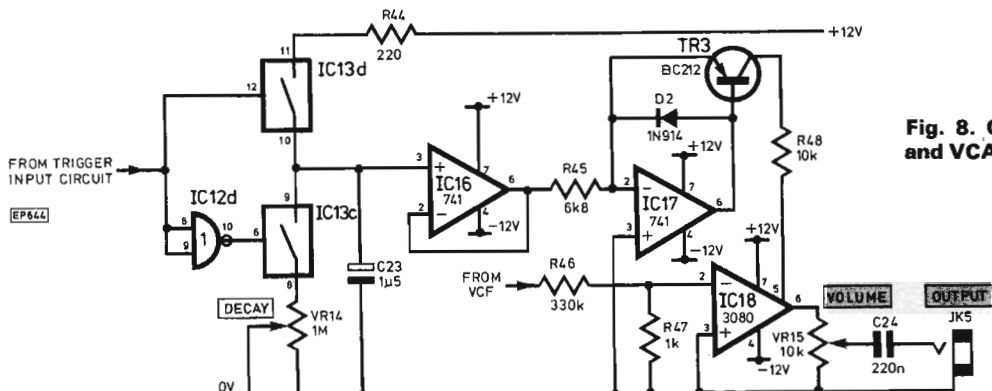 R44
220
+12V
11
IC13d
12
10
TR3
BC212
D2
1N914
R48
10k
Fig. 8.
and VCA
FROM TRIGGER
INPUT CIRCUIT
EP644
IC12d
8
9
1
10
6
9
IC13c
8
C23
1µ5
DECAY
VR14
1M
0V
3
+
2
−
IC16
741
+12V
7
6
4
−12V
R45
6k8
2
−
3
+
IC17
741
+12V
7
6
4
−12V
FROM
VCF
R46
330k
R47
1k
2
−
3
+
IC18
3080
+12V
7
5
6
4
−12V
VOLUME
OUTPUT
VR15
10k
C24
220n
JK5